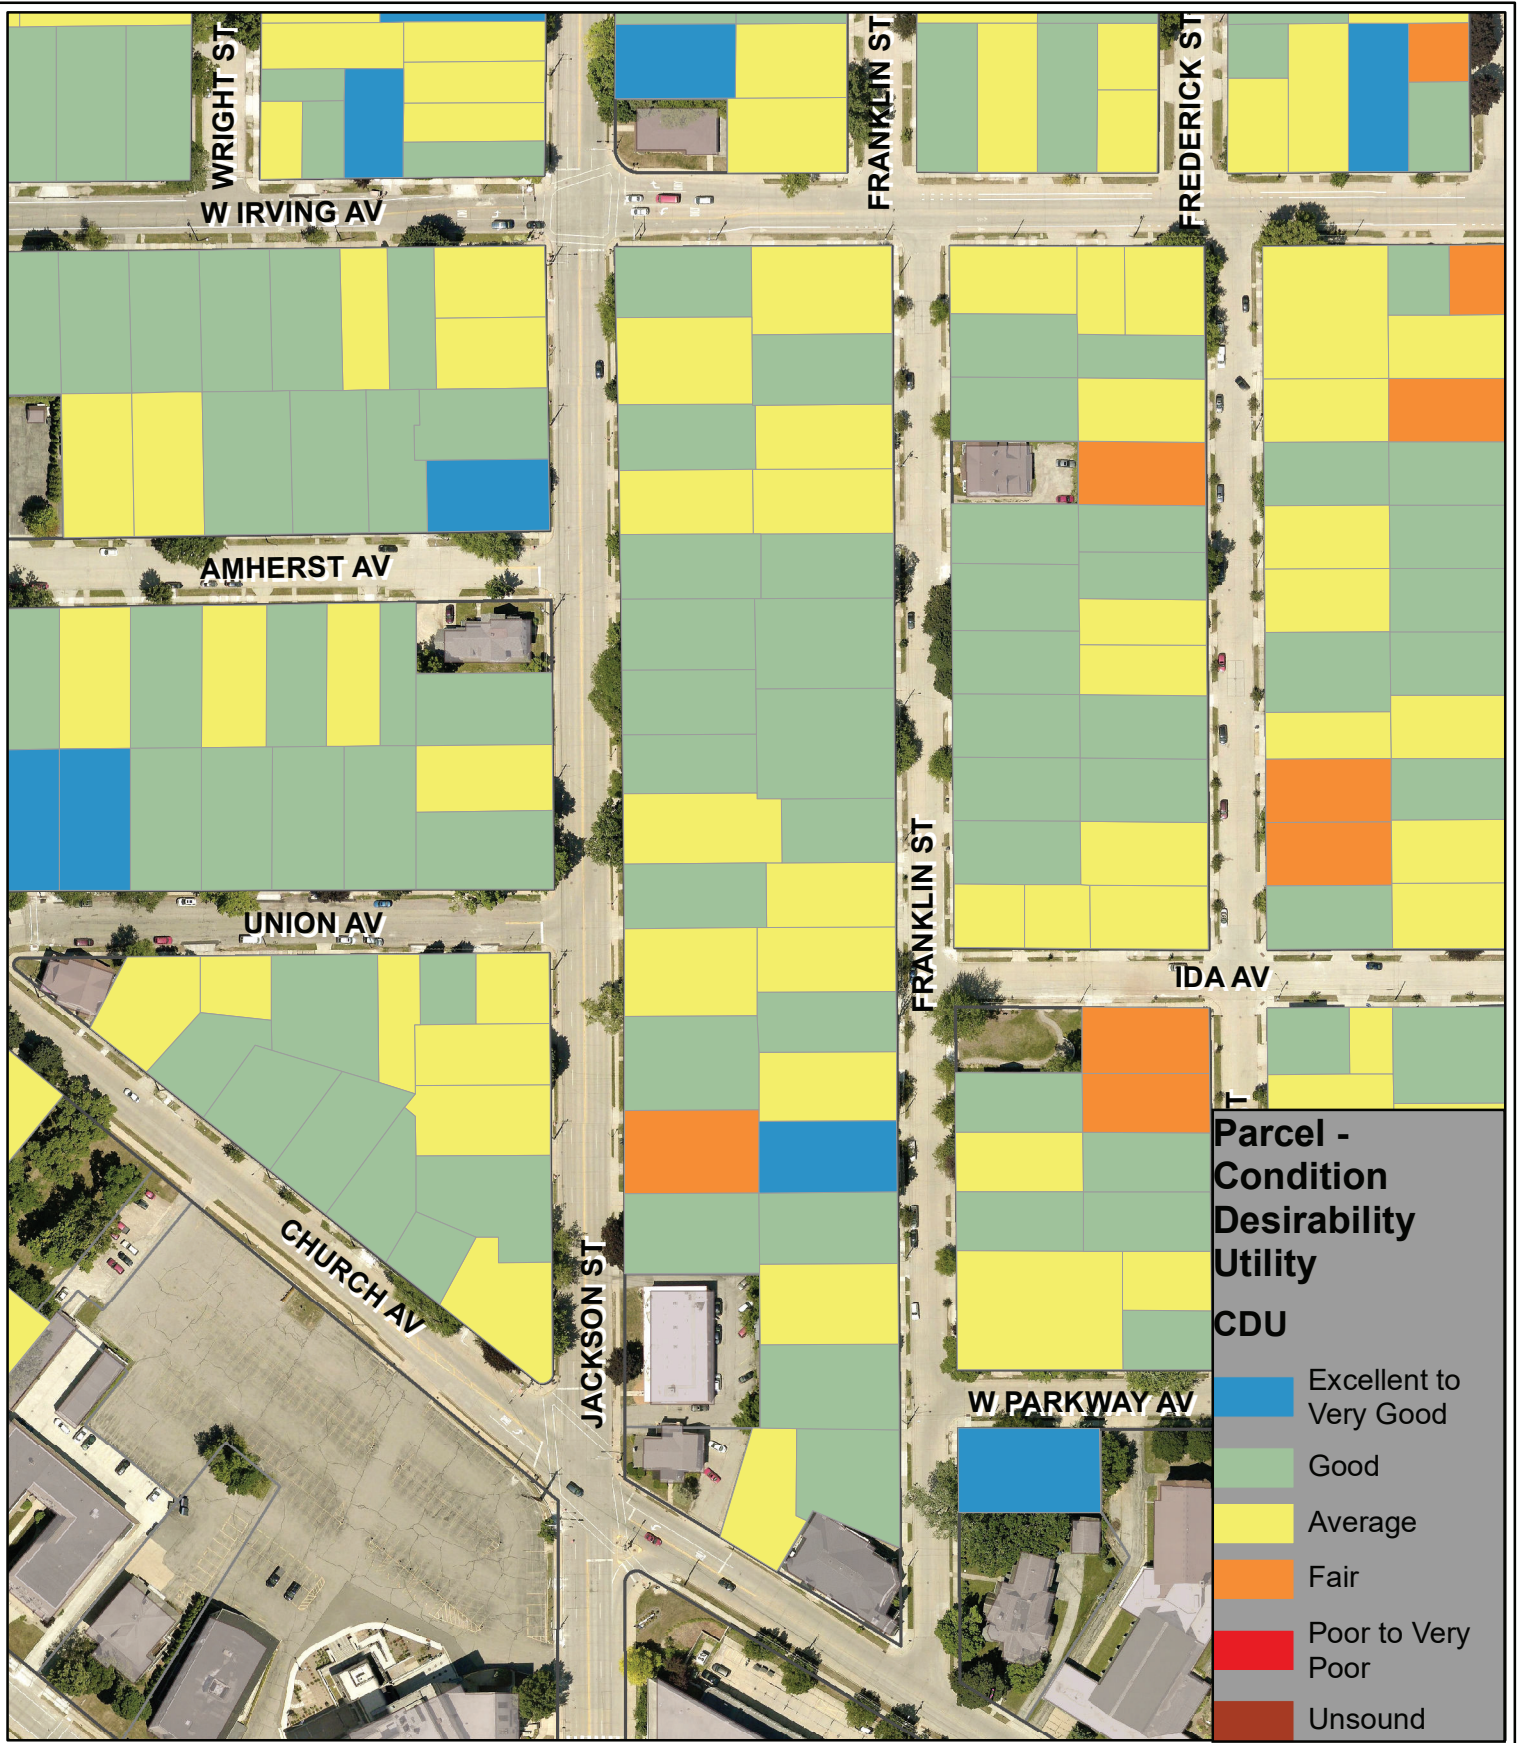 WRIGHT ST
FRANKLIN ST
FREDERICK ST
W IRVING AV
AMHERST AV
UNION AV
FRANKLIN ST
IDA AV
T
CHURCH AV
JACKSON ST
W PARKWAY AV
Parcel -
Condition
Desirability
Utility
CDU
Excellent to
Very Good
Good
Average
Fair
Poor to Very
Poor
Unsound